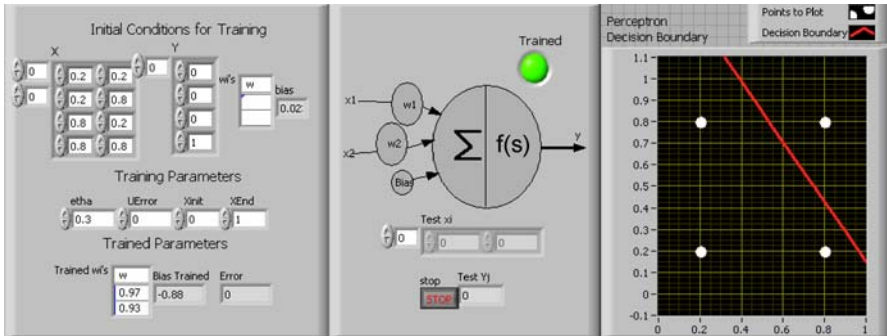 Initial Conditions for Training
X
Y
0
0.2
0.2
0
0
wi's
w
bias
0
0.2
0.8
0
0.02
0.8
0.2
0
0.8
0.8
1
Training Parameters
etha
UError
Xinit
XEnd
0.3
0
0
1
Trained Parameters
Trained wi's
w
Bias Trained
Error
0.97
-0.88
0
0.93
Trained
x1
w1
x2
w2
Bias
Σ
f(s)
y
Test xi
0
0
0
stop
Test Yj
STOP
0
Perceptron
Decision Boundary
Points to Plot
Decision Boundary
1.1
1
0.9
0.8
0.7
0.6
0.5
0.4
0.3
0.2
0.1
0
-0.1
0
0.2
0.4
0.6
0.8
1